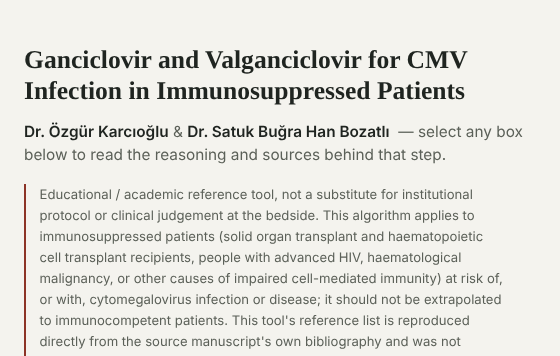 Ganciclovir and Valganciclovir for CMV
Infection in Immunosuppressed Patients
Dr. Özgür Karcıoğlu & Dr. Satuk Buğra Han Bozatlı — select any box
below to read the reasoning and sources behind that step.
Educational / academic reference tool, not a substitute for institutional
protocol or clinical judgement at the bedside. This algorithm applies to
immunosuppressed patients (solid organ transplant and haematopoietic
cell transplant recipients, people with advanced HIV, haematological
malignancy, or other causes of impaired cell-mediated immunity) at risk of,
or with, cytomegalovirus infection or disease; it should not be extrapolated
to immunocompetent patients. This tool's reference list is reproduced
directly from the source manuscript's own bibliography and was not